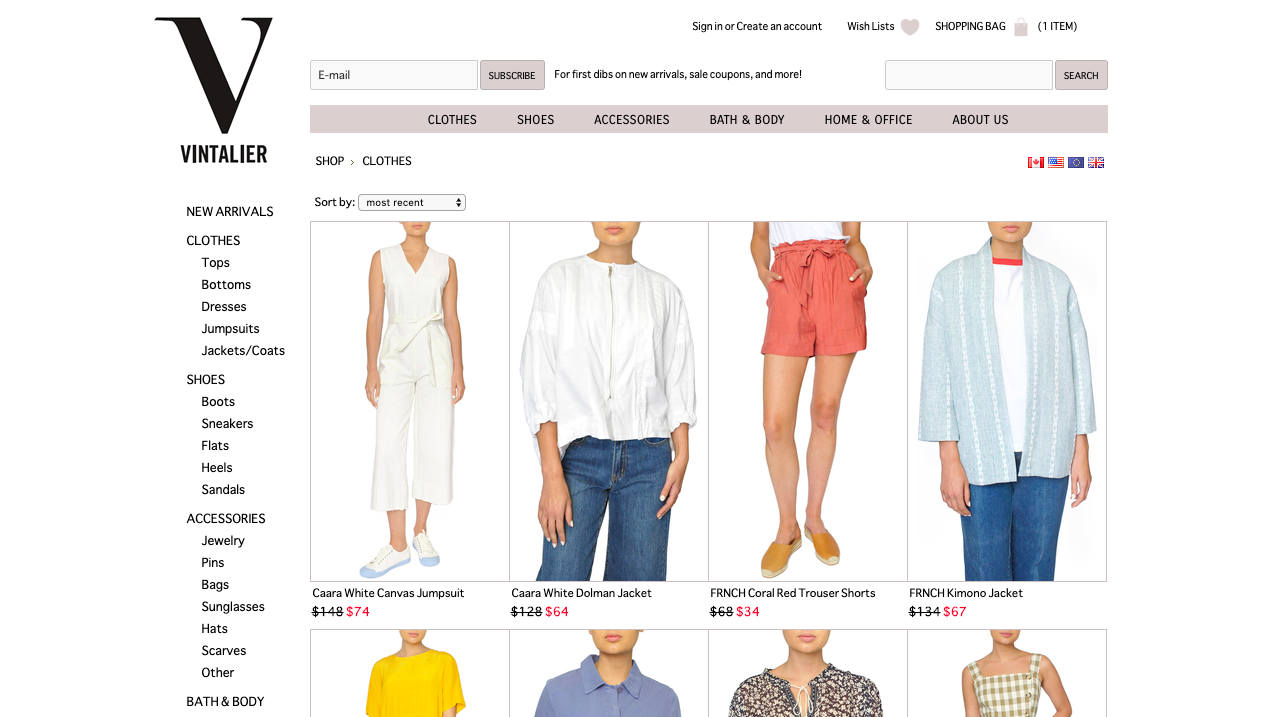 V
VINTALIER
Sign in or Create an account
Wish Lists
SHOPPING BAG
(1 ITEM)
E-mail
SUBSCRIBE
For first dibs on new arrivals, sale coupons, and more!
SEARCH
CLOTHES
SHOES
ACCESSORIES
BATH & BODY
HOME & OFFICE
ABOUT US
SHOP › CLOTHES
Sort by: most recent
NEW ARRIVALS
CLOTHES
Tops
Bottoms
Dresses
Jumpsuits
Jackets/Coats
SHOES
Boots
Sneakers
Flats
Heels
Sandals
ACCESSORIES
Jewelry
Pins
Bags
Sunglasses
Hats
Scarves
Other
BATH & BODY
Caara White Canvas Jumpsuit
$148 $74
Caara White Dolman Jacket
$128 $64
FRNCH Coral Red Trouser Shorts
$68 $34
FRNCH Kimono Jacket
$134 $67